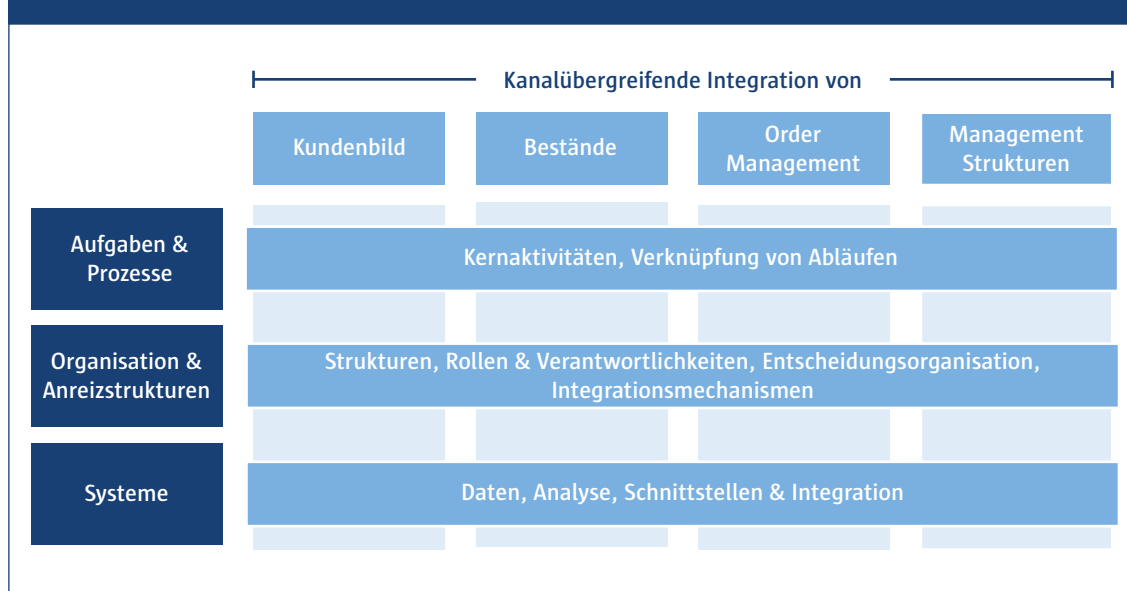 Kanalübergreifende Integration von
Kundenbild
Bestände
Order
Management
Management
Strukturen
Aufgaben &
Prozesse
Kernaktivitäten, Verknüpfung von Abläufen
Organisation &
Anreizstrukturen
Strukturen, Rollen & Verantwortlichkeiten, Entscheidungsorganisation,
Integrationsmechanismen
Systeme
Daten, Analyse, Schnittstellen & Integration